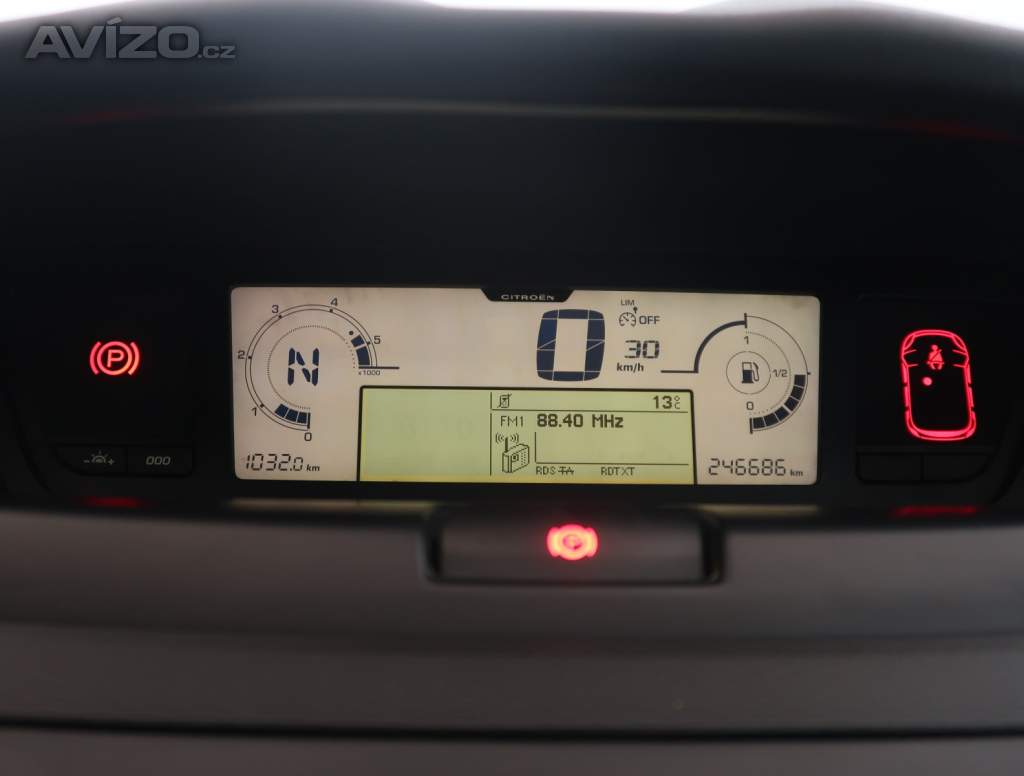 AVÍZO.cz
CITROËN
4
3
5
2
x1000
1
0
N
0
LIM
OFF
30
km/h
1
1/2
0
P
13°C
FM1 88.40 MHz
RDS TA RDTXT
1032.0 km
246686 km
- +
000
P